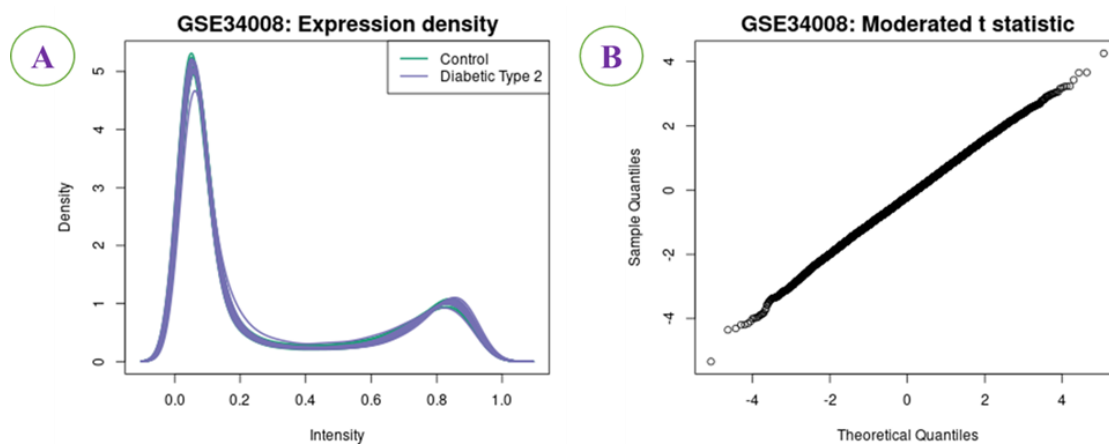 A
GSE34008: Expression density
Control
Diabetic Type 2
5
4
3
2
1
0
Density
0.0 0.2 0.4 0.6 0.8 1.0
Intensity
B
GSE34008: Moderated t statistic
4
2
0
-2
-4
Sample Quantiles
-4 -2 0 2 4
Theoretical Quantiles